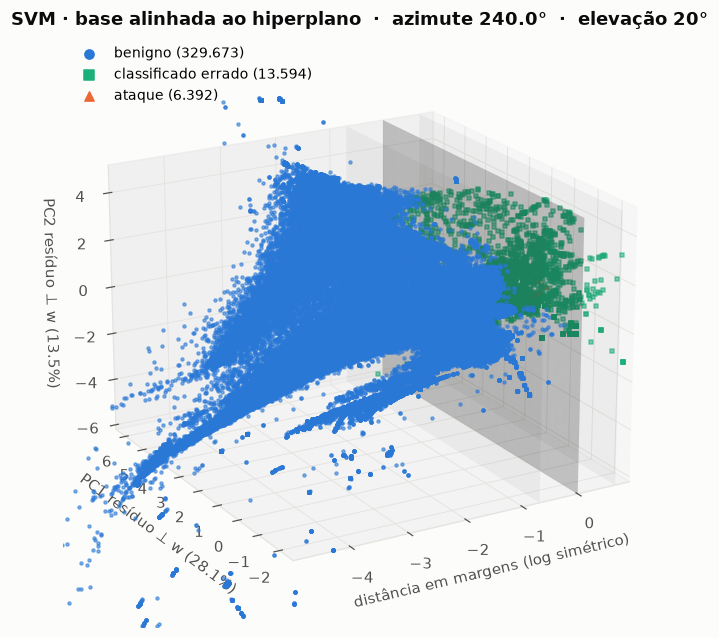 SVM · base alinhada ao hiperplano · azimute 240.0° · elevação 20°
benigno (329.673)
classificado errado (13.594)
ataque (6.392)
PC2 resíduo ⊥ w (13.5%)
4
2
0
−2
−4
−6
PC1 resíduo ⊥ w (28.1%)
6
5
4
3
2
1
0
−1
−2
distância em margens (log simétrico)
−4
−3
−2
−1
0